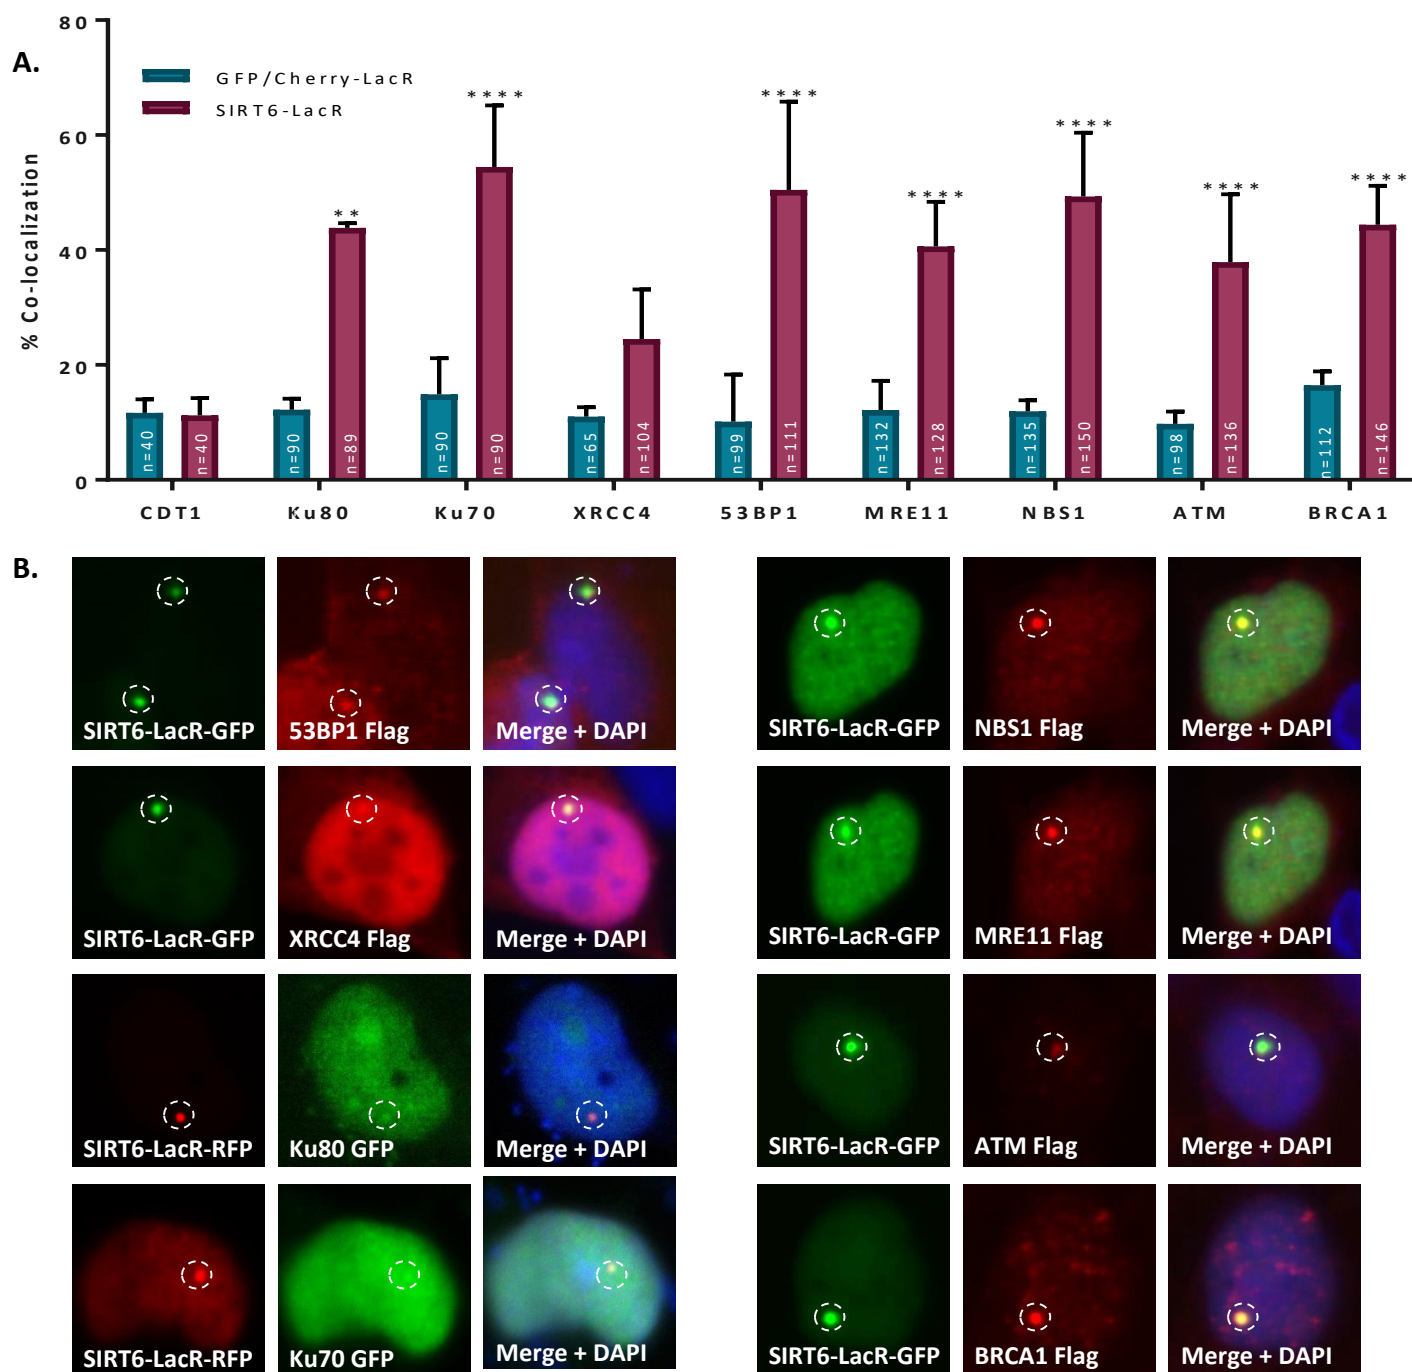 A.
80
60
40
20
0
% Co-localization
GFP/Cherry-LacR
SIRT6-LacR
**
****
****
****
****
****
****
n=40
n=40
n=90
n=89
n=90
n=90
n=65
n=104
n=99
n=111
n=132
n=128
n=135
n=150
n=98
n=136
n=112
n=146
CDT1 Ku80 Ku70 XRCC4 53BP1 MRE11 NBS1 ATM BRCA1
B.
SIRT6-LacR-GFP 53BP1 Flag Merge + DAPI
SIRT6-LacR-GFP NBS1 Flag Merge + DAPI
SIRT6-LacR-GFP XRCC4 Flag Merge + DAPI
SIRT6-LacR-GFP MRE11 Flag Merge + DAPI
SIRT6-LacR-RFP Ku80 GFP Merge + DAPI
SIRT6-LacR-GFP ATM Flag Merge + DAPI
SIRT6-LacR-RFP Ku70 GFP Merge + DAPI
SIRT6-LacR-GFP BRCA1 Flag Merge + DAPI